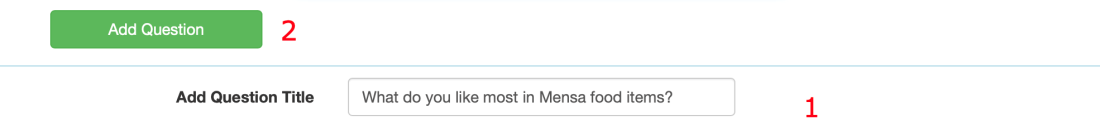 Add Question 2
Add Question Title What do you like most in Mensa food items? 1